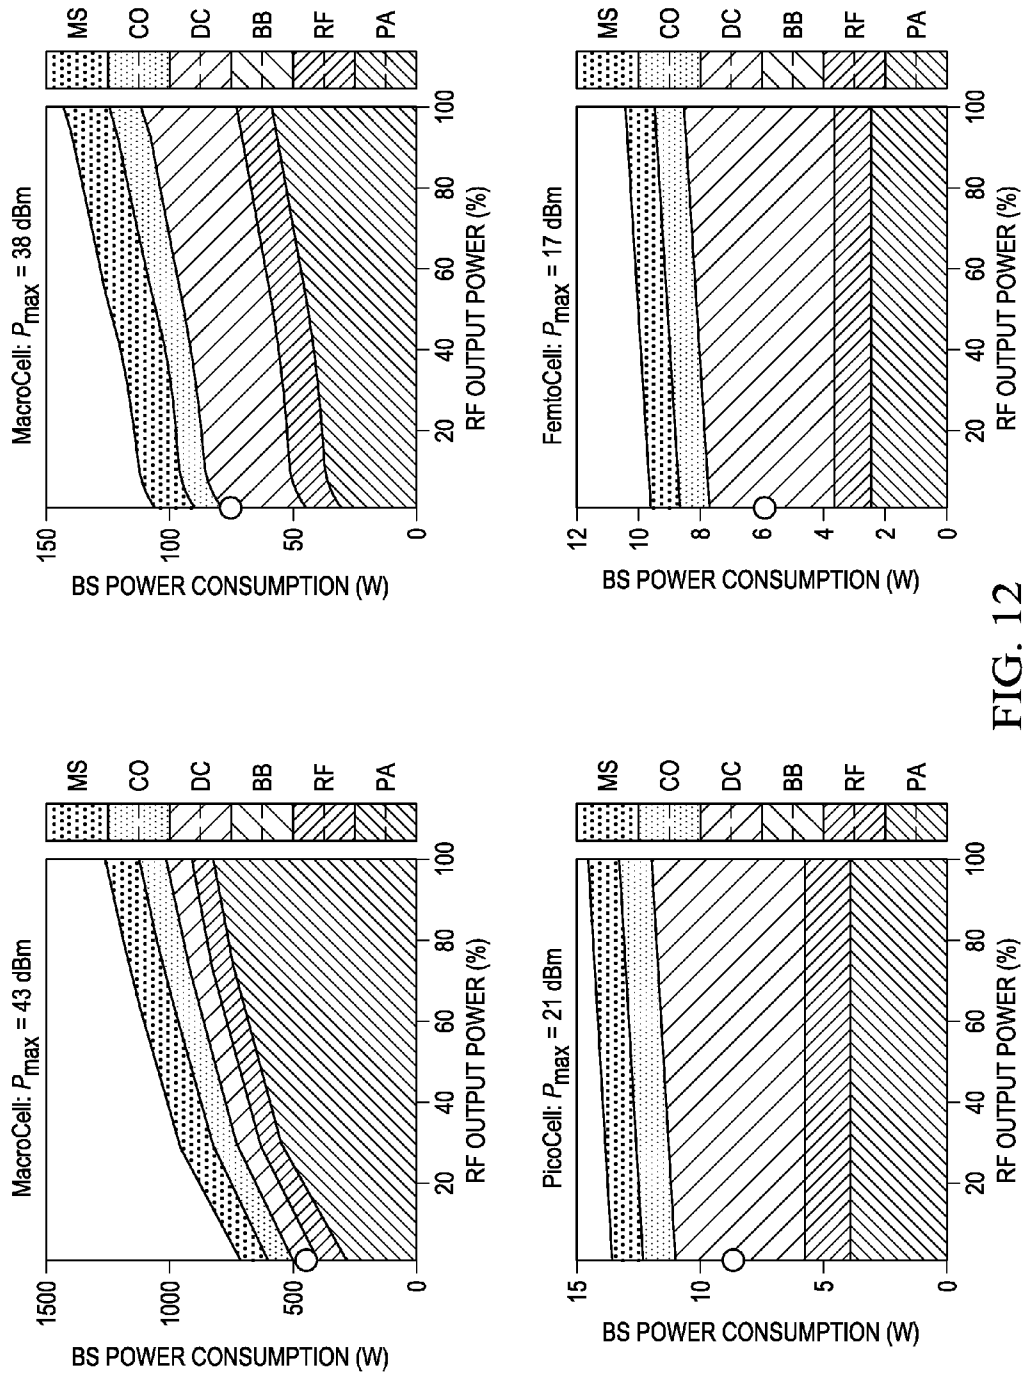 MacroCell: Pmax = 43 dBm
BS POWER CONSUMPTION (W)
1500
1000
500
0
20
40
60
80
100
RF OUTPUT POWER (%)
MS
CO
DC
BB
RF
PA
MacroCell: Pmax = 38 dBm
BS POWER CONSUMPTION (W)
150
100
50
0
20
40
60
80
100
RF OUTPUT POWER (%)
MS
CO
DC
BB
RF
PA
PicoCell: Pmax = 21 dBm
BS POWER CONSUMPTION (W)
15
10
5
0
20
40
60
80
100
RF OUTPUT POWER (%)
MS
CO
DC
BB
RF
PA
FemtoCell: Pmax = 17 dBm
BS POWER CONSUMPTION (W)
12
10
8
6
4
2
0
20
40
60
80
100
RF OUTPUT POWER (%)
MS
CO
DC
BB
RF
PA
FIG. 12